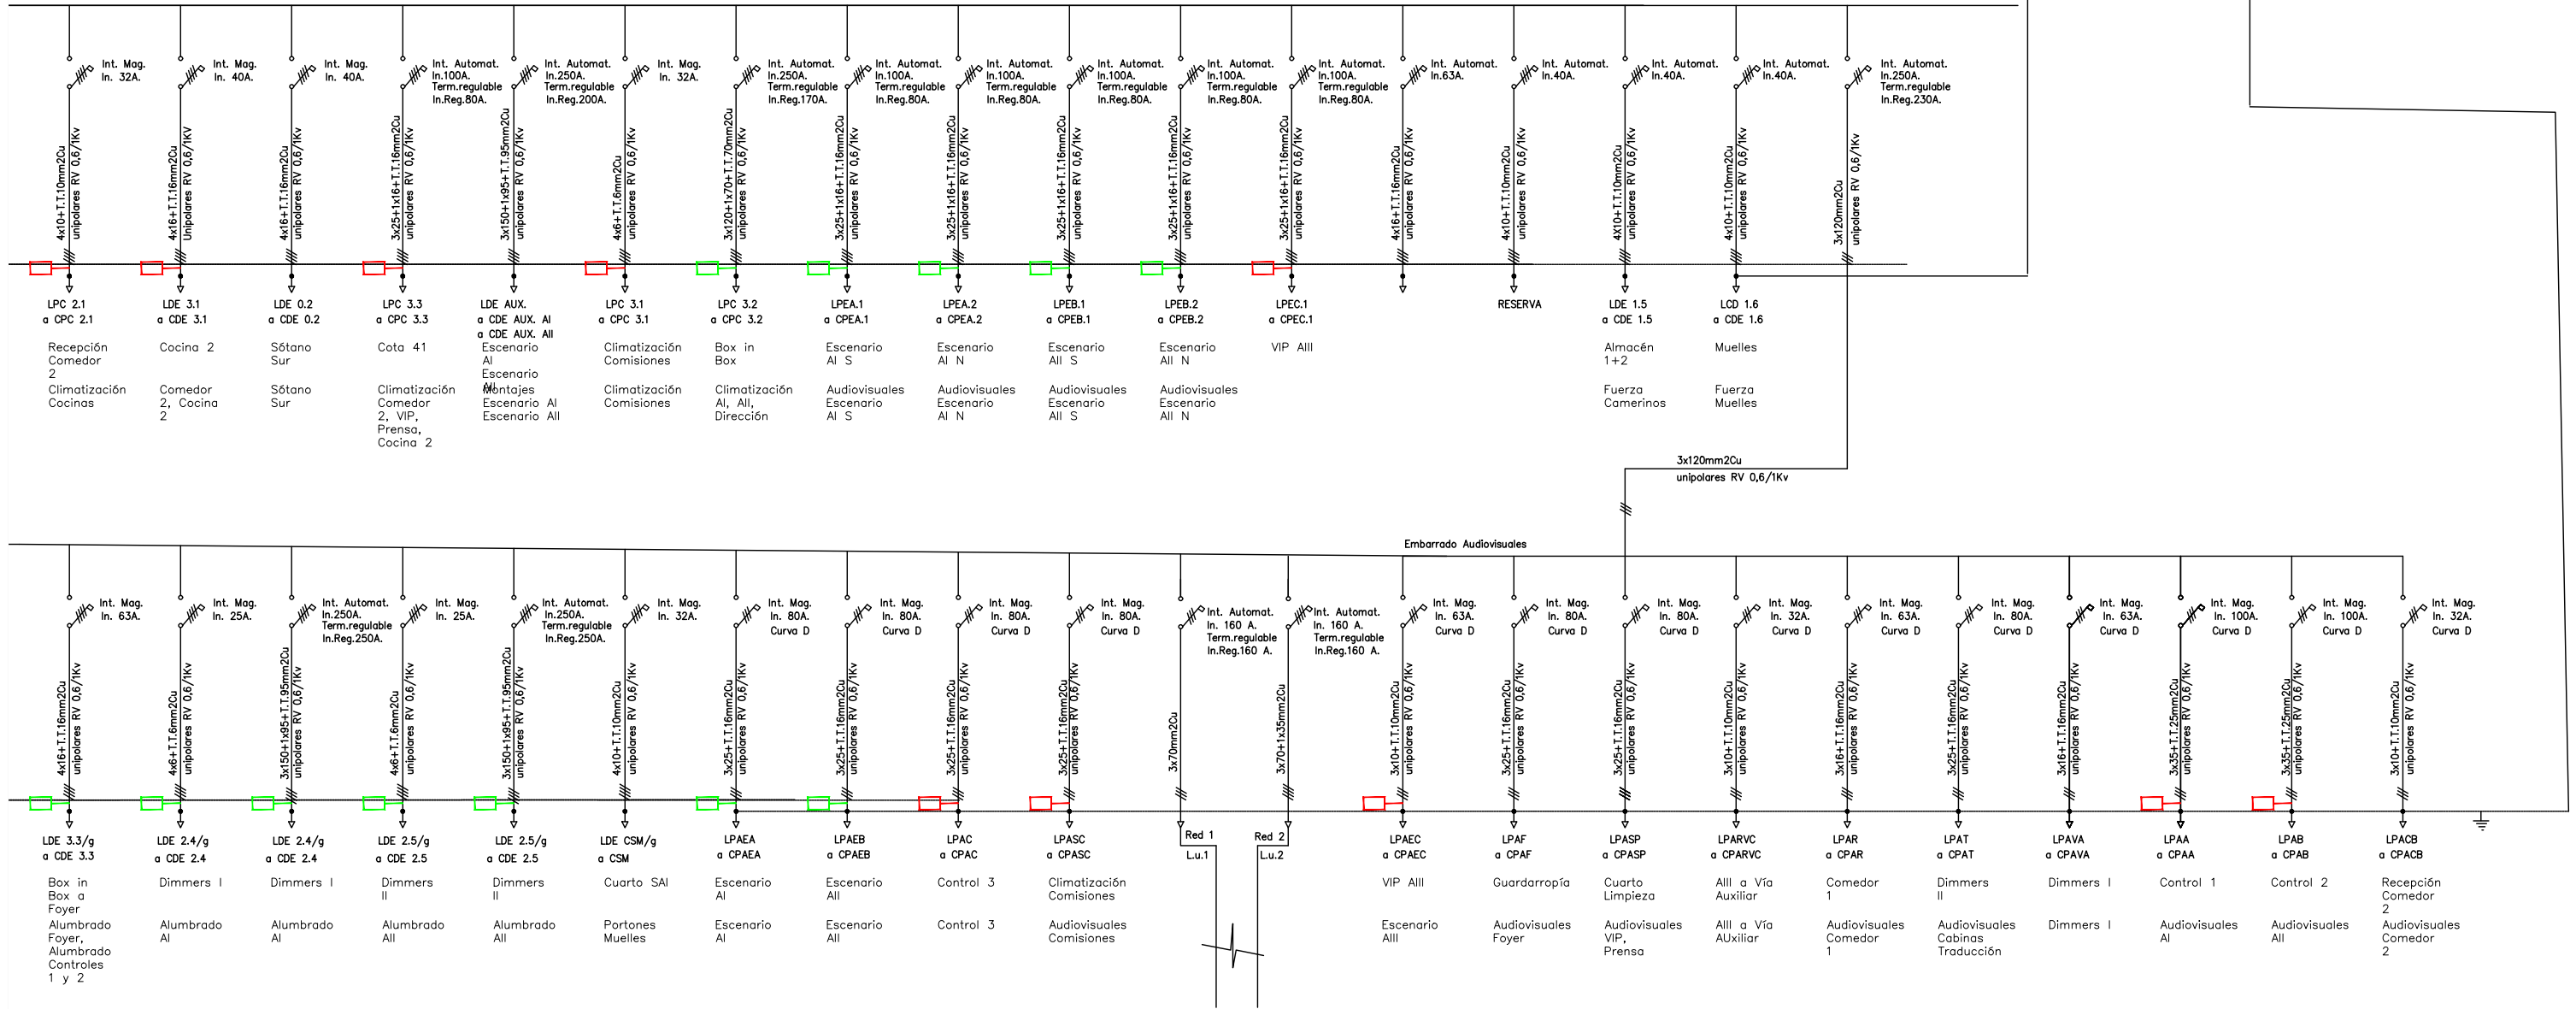 Int. Mag.
In. 32A.
4x10+T.T.10mm2Cu
unipolares RV 0,6/1Kv
LPC 2.1
a CPC 2.1
Recepción
Comedor
2
Climatización
Cocinas
Int. Mag.
In. 40A.
4x16+T.T.16mm2Cu
Unipolares RV 0,6/1KV
LDE 3.1
a CDE 3.1
Cocina 2
Comedor
2, Cocina
2
Int. Mag.
In. 40A.
4x16+T.T.16mm2Cu
unipolares RV 0,6/1Kv
LDE 0.2
a CDE 0.2
Sótano
Sur
Sótano
Sur
Int. Automat.
In.100A.
Term.regulable
In.Reg.80A.
3x25+1x16+T.T.16mm2Cu
unipolares RV 0,6/1Kv
LPC 3.3
a CPC 3.3
Cota 41
Climatización
Comedor
2, VIP,
Prensa,
Cocina 2
Int. Automat.
In.250A.
Term.regulable
In.Reg.200A.
3x150+1x95+T.T.95mm2Cu
unipolares RV 0,6/1Kv
LDE AUX.
a CDE AUX. AI
a CDE AUX. AII
Escenario
AI
Escenario
AII
Montajes
Escenario AI
Escenario AII
Int. Mag.
In. 32A.
4x6+T.T.6mm2Cu
unipolares RV 0,6/1Kv
LPC 3.1
a CPC 3.1
Climatización
Comisiones
Climatización
Comisiones
Int. Automat.
In.250A.
Term.regulable
In.Reg.170A.
3x120+1x70+T.T.70mm2Cu
unipolares RV 0,6/1Kv
LPC 3.2
a CPC 3.2
Box in
Box
Climatización
AI, AII,
Dirección
Int. Automat.
In.100A.
Term.regulable
In.Reg.80A.
3x25+1x16+T.T.16mm2Cu
unipolares RV 0,6/1Kv
LPEA.1
a CPEA.1
Escenario
AI S
Audiovisuales
Escenario
AI S
Int. Automat.
In.100A.
Term.regulable
In.Reg.80A.
3x25+1x16+T.T.16mm2Cu
unipolares RV 0,6/1Kv
LPEA.2
a CPEA.2
Escenario
AI N
Audiovisuales
Escenario
AI N
Int. Automat.
In.100A.
Term.regulable
In.Reg.80A.
3x25+1x16+T.T.16mm2Cu
unipolares RV 0,6/1Kv
LPEB.1
a CPEB.1
Escenario
AII S
Audiovisuales
Escenario
AII S
Int. Automat.
In.100A.
Term.regulable
In.Reg.80A.
3x25+1x16+T.T.16mm2Cu
unipolares RV 0,6/1Kv
LPEB.2
a CPEB.2
Escenario
AII N
Audiovisuales
Escenario
AII N
Int. Automat.
In.100A.
Term.regulable
In.Reg.80A.
3x25+1x16+T.T.16mm2Cu
unipolares RV 0,6/1Kv
LPEC.1
a CPEC.1
VIP AIII
Int. Automat.
In.63A.
4x16+T.T.16mm2Cu
unipolares RV 0,6/1Kv
Int. Automat.
In.40A.
4x10+T.T.10mm2Cu
unipolares RV 0,6/1Kv
RESERVA
Int. Automat.
In.40A.
4X10+T.T.10mm2Cu
unipolares RV 0,6/1Kv
LDE 1.5
a CDE 1.5
Almacén
1+2
Fuerza
Camerinos
Int. Automat.
In.40A.
4x10+T.T.10mm2Cu
unipolares RV 0,6/1Kv
LCD 1.6
a CDE 1.6
Muelles
Fuerza
Muelles
Int. Automat.
In.250A.
Term.regulable
In.Reg.230A.
3x120mm2Cu
unipolares RV 0,6/1Kv
3x120mm2Cu
unipolares RV 0,6/1Kv
Embarrado Audiovisuales
Int. Mag.
In. 63A.
4x16+T.T.16mm2Cu
unipolares RV 0,6/1Kv
LDE 3.3/g
a CDE 3.3
Box in
Box a
Foyer
Alumbrado
Foyer,
Alumbrado
Controles
1 y 2
Int. Mag.
In. 25A.
4x6+T.T.6mm2Cu
unipolares RV 0,6/1Kv
LDE 2.4/g
a CDE 2.4
Dimmers I
Alumbrado
AI
Int. Automat.
In.250A.
Term.regulable
In.Reg.250A.
3x150+1x95+T.T.95mm2Cu
unipolares RV 0,6/1Kv
LDE 2.4/g
a CDE 2.4
Dimmers I
Alumbrado
AI
Int. Mag.
In. 25A.
4x6+T.T.6mm2Cu
unipolares RV 0,6/1Kv
LDE 2.5/g
a CDE 2.5
Dimmers
II
Alumbrado
AII
Int. Automat.
In.250A.
Term.regulable
In.Reg.250A.
3x150+1x95+T.T.95mm2Cu
unipolares RV 0,6/1Kv
LDE 2.5/g
a CDE 2.5
Dimmers
II
Alumbrado
AII
Int. Mag.
In. 32A.
4x10+T.T.10mm2Cu
unipolares RV 0,6/1Kv
LDE CSM/g
a CSM
Cuarto SAI
Portones
Muelles
Int. Mag.
In. 80A.
Curva D
3x25+T.T.16mm2Cu
unipolares RV 0,6/1Kv
LPAEA
a CPAEA
Escenario
AI
Escenario
AI
Int. Mag.
In. 80A.
Curva D
3x25+T.T.16mm2Cu
unipolares RV 0,6/1Kv
LPAEB
a CPAEB
Escenario
AII
Escenario
AII
Int. Mag.
In. 80A.
Curva D
3x25+T.T.16mm2Cu
unipolares RV 0,6/1Kv
LPAC
a CPAC
Control 3
Control 3
Int. Mag.
In. 80A.
Curva D
3x25+T.T.16mm2Cu
unipolares RV 0,6/1Kv
LPASC
a CPASC
Climatización
Comisiones
Audiovisuales
Comisiones
Int. Automat.
In. 160 A.
Term.regulable
In.Reg.160 A.
3x70mm2Cu
Red 1
L.u.1
Int. Automat.
In. 160 A.
Term.regulable
In.Reg.160 A.
3x70+1x35mm2Cu
Red 2
L.u.2
Int. Mag.
In. 63A.
Curva D
3x10+T.T.10mm2Cu
unipolares RV 0,6/1Kv
LPAEC
a CPAEC
VIP AIII
Escenario
AIII
Int. Mag.
In. 80A.
Curva D
3x25+T.T.16mm2Cu
unipolares RV 0,6/1Kv
LPAF
a CPAF
Guardarropía
Audiovisuales
Foyer
Int. Mag.
In. 80A.
Curva D
3x25+T.T.16mm2Cu
unipolares RV 0,6/1Kv
LPASP
a CPASP
Cuarto
Limpieza
Audiovisuales
VIP,
Prensa
Int. Mag.
In. 32A.
Curva D
3x10+T.T.10mm2Cu
unipolares RV 0,6/1Kv
LPARVC
a CPARVC
AIII a Vía
Auxiliar
AIII a Vía
AUxiliar
Int. Mag.
In. 63A.
Curva D
3x16+T.T.16mm2Cu
unipolares RV 0,6/1Kv
LPAR
a CPAR
Comedor
1
Audiovisuales
Comedor
1
Int. Mag.
In. 80A.
Curva D
3x25+T.T.16mm2Cu
unipolares RV 0,6/1Kv
LPAT
a CPAT
Dimmers
II
Audiovisuales
Cabinas
Traducción
Int. Mag.
In. 63A.
Curva D
3x16+T.T.16mm2Cu
unipolares RV 0,6/1Kv
LPAVA
a CPAVA
Dimmers I
Dimmers I
Int. Mag.
In. 100A.
Curva D
3x35+T.T.25mm2Cu
unipolares RV 0,6/1Kv
LPAA
a CPAA
Control 1
Audiovisuales
AI
Int. Mag.
In. 100A.
Curva D
3x35+T.T.25mm2Cu
unipolares RV 0,6/1Kv
LPAB
a CPAB
Control 2
Audiovisuales
AII
Int. Mag.
In. 32A.
Curva D
3x10+T.T.10mm2Cu
unipolares RV 0,6/1Kv
LPACB
a CPACB
Recepción
Comedor
2
Audiovisuales
Comedor
2